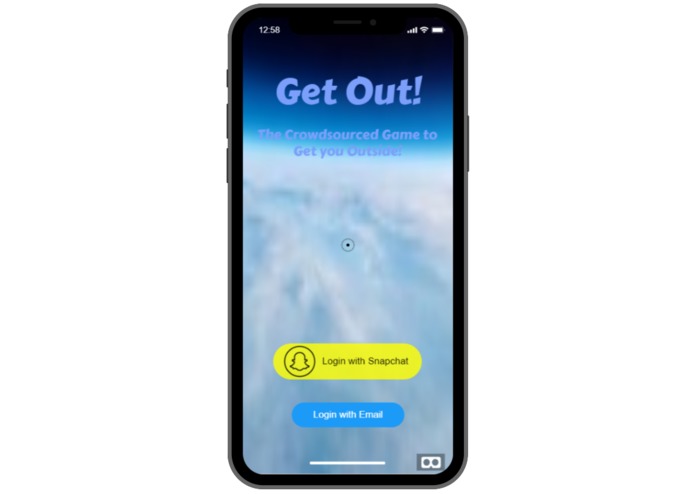 12:58
Get Out!
The Crowdsourced Game to
Get you Outside!
Login with Snapchat
Login with Email